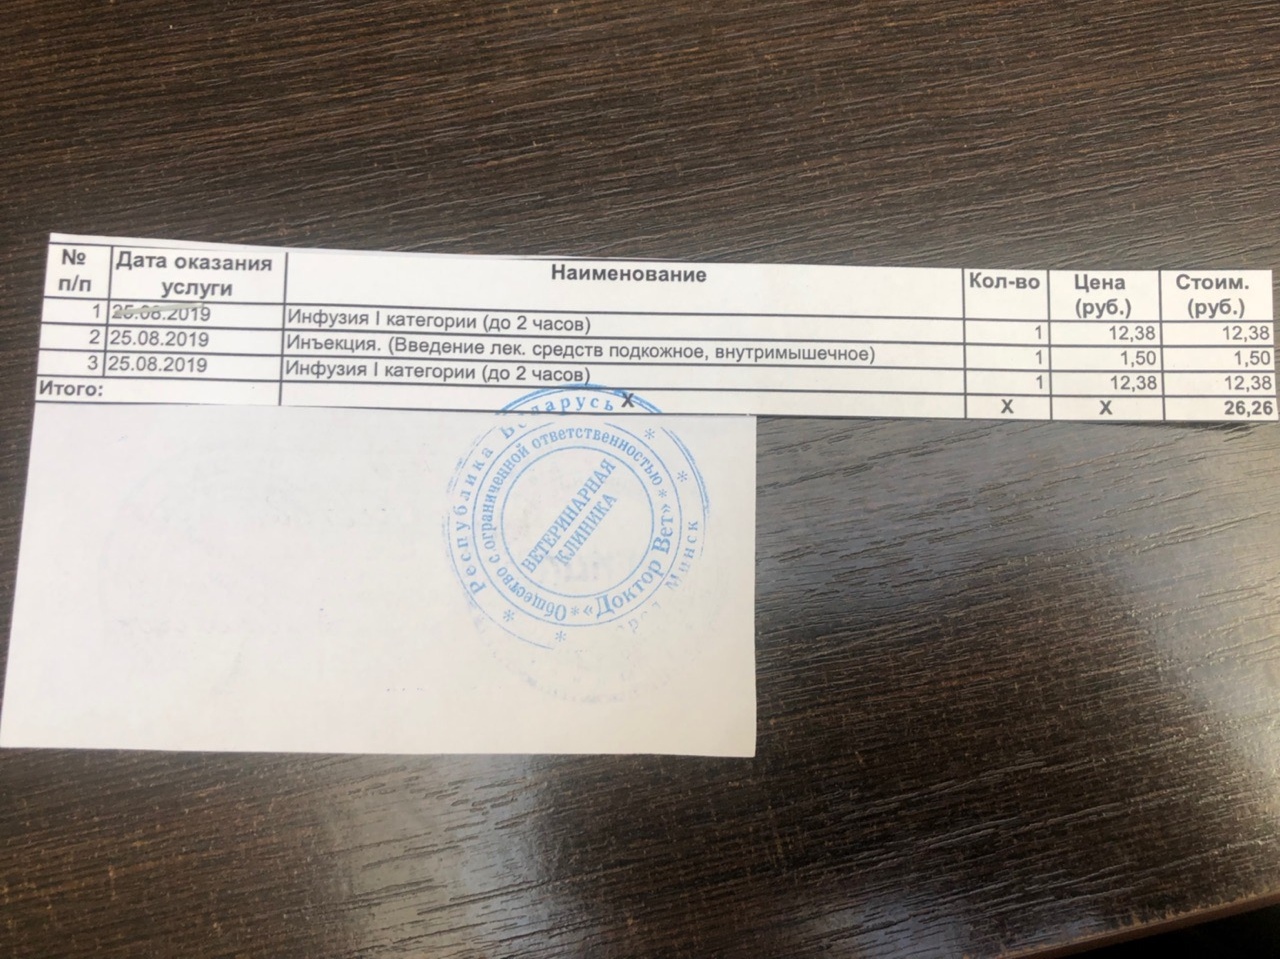 № п/п Дата оказания услуги Наименование Кол-во Цена (руб.) Стоим. (руб.)
1 25.08.2019 Инфузия I категории (до 2 часов) 1 12,38 12,38
2 25.08.2019 Инъекция. (Введение лек. средств подкожное, внутримышечное) 1 1,50 1,50
3 25.08.2019 Инфузия I категории (до 2 часов) 1 12,38 12,38
Итого: X X X 26,26
Республика Беларусь * * Минск *
Общество с ограниченной ответственностью * «Доктор Вет» *
ВЕТЕРИНАРНАЯ
КЛИНИКА